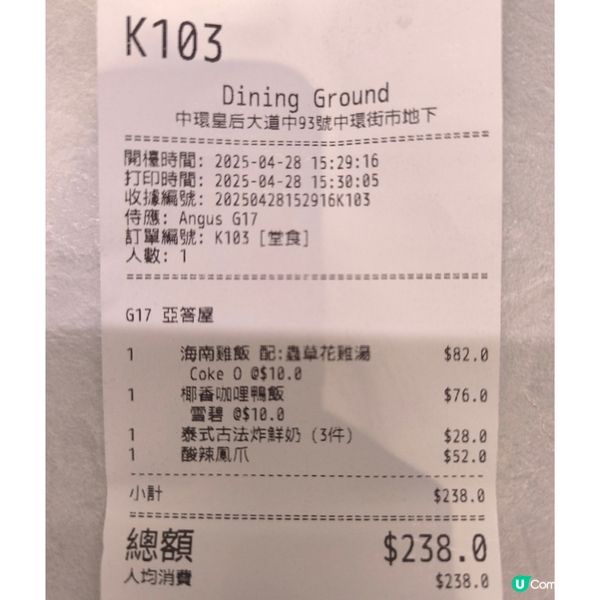 K103
Dining Ground
中環皇后大道中93號中環街市地下
開檯時間: 2025-04-28 15:29:16
打印時間: 2025-04-28 15:30:05
收據編號: 20250428152916K103
侍應: Angus G17
訂單編號: K103 [堂食]
人數: 1
G17 亞答屋
1 海南雞飯 配:蟲草花雞湯 $82.0
Coke 0 @$10.0
1 椰香咖哩鴨飯 $76.0
雪碧 @$10.0
1 泰式古法炸鮮奶 (3件) $28.0
1 酸辣鳳爪 $52.0
小計 $238.0
總額 $238.0
人均消費 $238.0
U Com